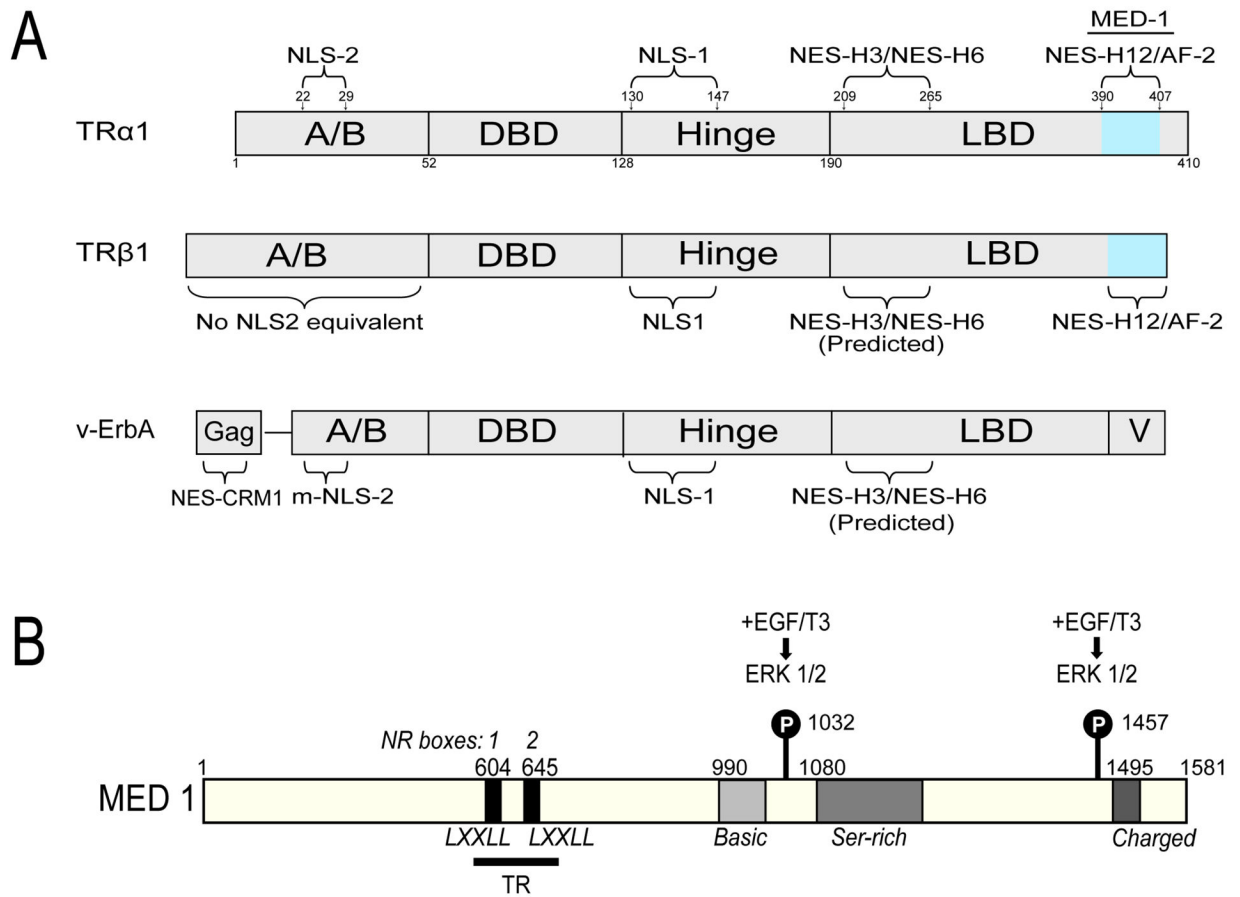 A
MED-1
NLS-2 NLS-1 NES-H3/NES-H6 NES-H12/AF-2
22 29 130 147 209 265 390 407
TRα1 A/B DBD Hinge LBD
1 52 128 190 410
TRβ1 A/B DBD Hinge LBD
No NLS2 equivalent NLS1 NES-H3/NES-H6 NES-H12/AF-2
(Predicted)
v-ErbA Gag A/B DBD Hinge LBD V
NES-CRM1 m-NLS-2 NLS-1 NES-H3/NES-H6
(Predicted)
B
+EGF/T3 +EGF/T3
ERK 1/2 ERK 1/2
P 1032 P 1457
NR boxes: 1 2
1 604 645 990 1080 1495 1581
MED 1
LXXLL LXXLL Basic Ser-rich Charged
TR